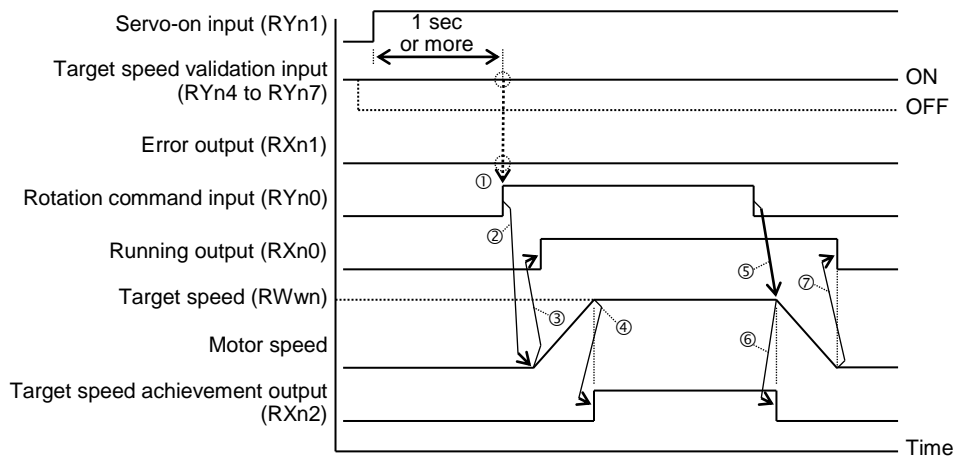 Servo-on input (RYn1)
1 sec
or more
Target speed validation input
(RYn4 to RYn7)
ON
OFF
Error output (RXn1)
①
Rotation command input (RYn0)
②
Running output (RXn0)
⑤
⑦
Target speed (RWwn)
③
④
⑥
Motor speed
Target speed achievement output
(RXn2)
Time